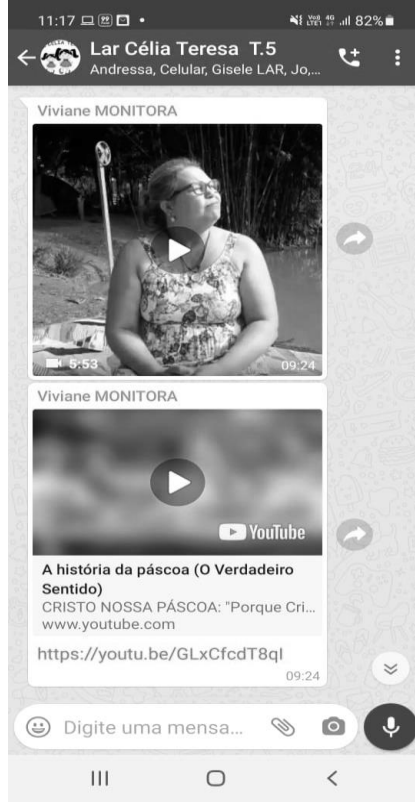 11:17
82%
Lar Célia Teresa T.5
Andressa, Celular, Gisele LAR, Jo,...
Viviane MONITORA
5:53
09:24
Viviane MONITORA
YouTube
A história da páscoa (O Verdadeiro
Sentido)
CRISTO NOSSA PÁSCOA: "Porque Cri...
www.youtube.com
https://youtu.be/GLxCfcdT8qI
09:24
Digite uma mensa...